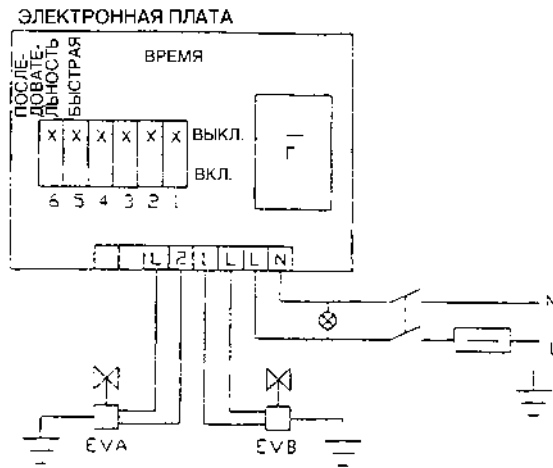 ЭЛЕКТРОННАЯ ПЛАТА
ПОСЛЕ-
ДОВАТЕ-
ЛЬНОСТЬ
БЫСТРАЯ
ВРЕМЯ
X X X X X X
ВЫКЛ.
ВКЛ.
6 5 4 3 2 1
Г
L 2 1 L L N
N
L
EVA
EVB